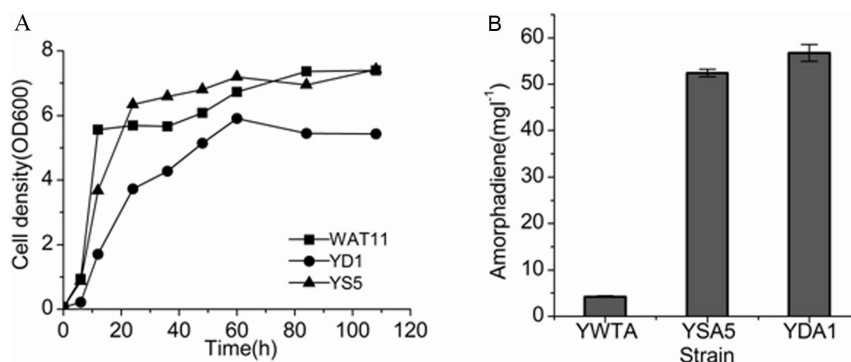 A
Cell density(OD600)
8
6
4
2
0
0 20 40 60 80 100 120
Time(h)
WAT11
YD1
YS5
B
Amorphadiene(mgl⁻¹)
60
50
40
30
20
10
0
YWTA YSA5 YDA1
Strain